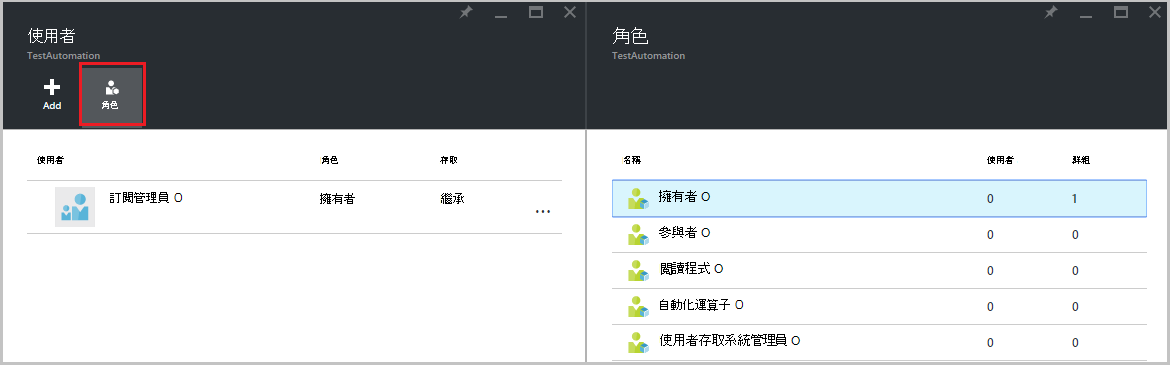 使用者
TestAutomation
Add
角色
使用者 角色 存取
訂閱管理員 O 擁有者 繼承
...
角色
TestAutomation
名稱 使用者 群組
擁有者 O 0 1
參與者 O 0 0
閱讀程式 O 0 0
自動化運算子 O 0 0
使用者存取系統管理員 O 0 0